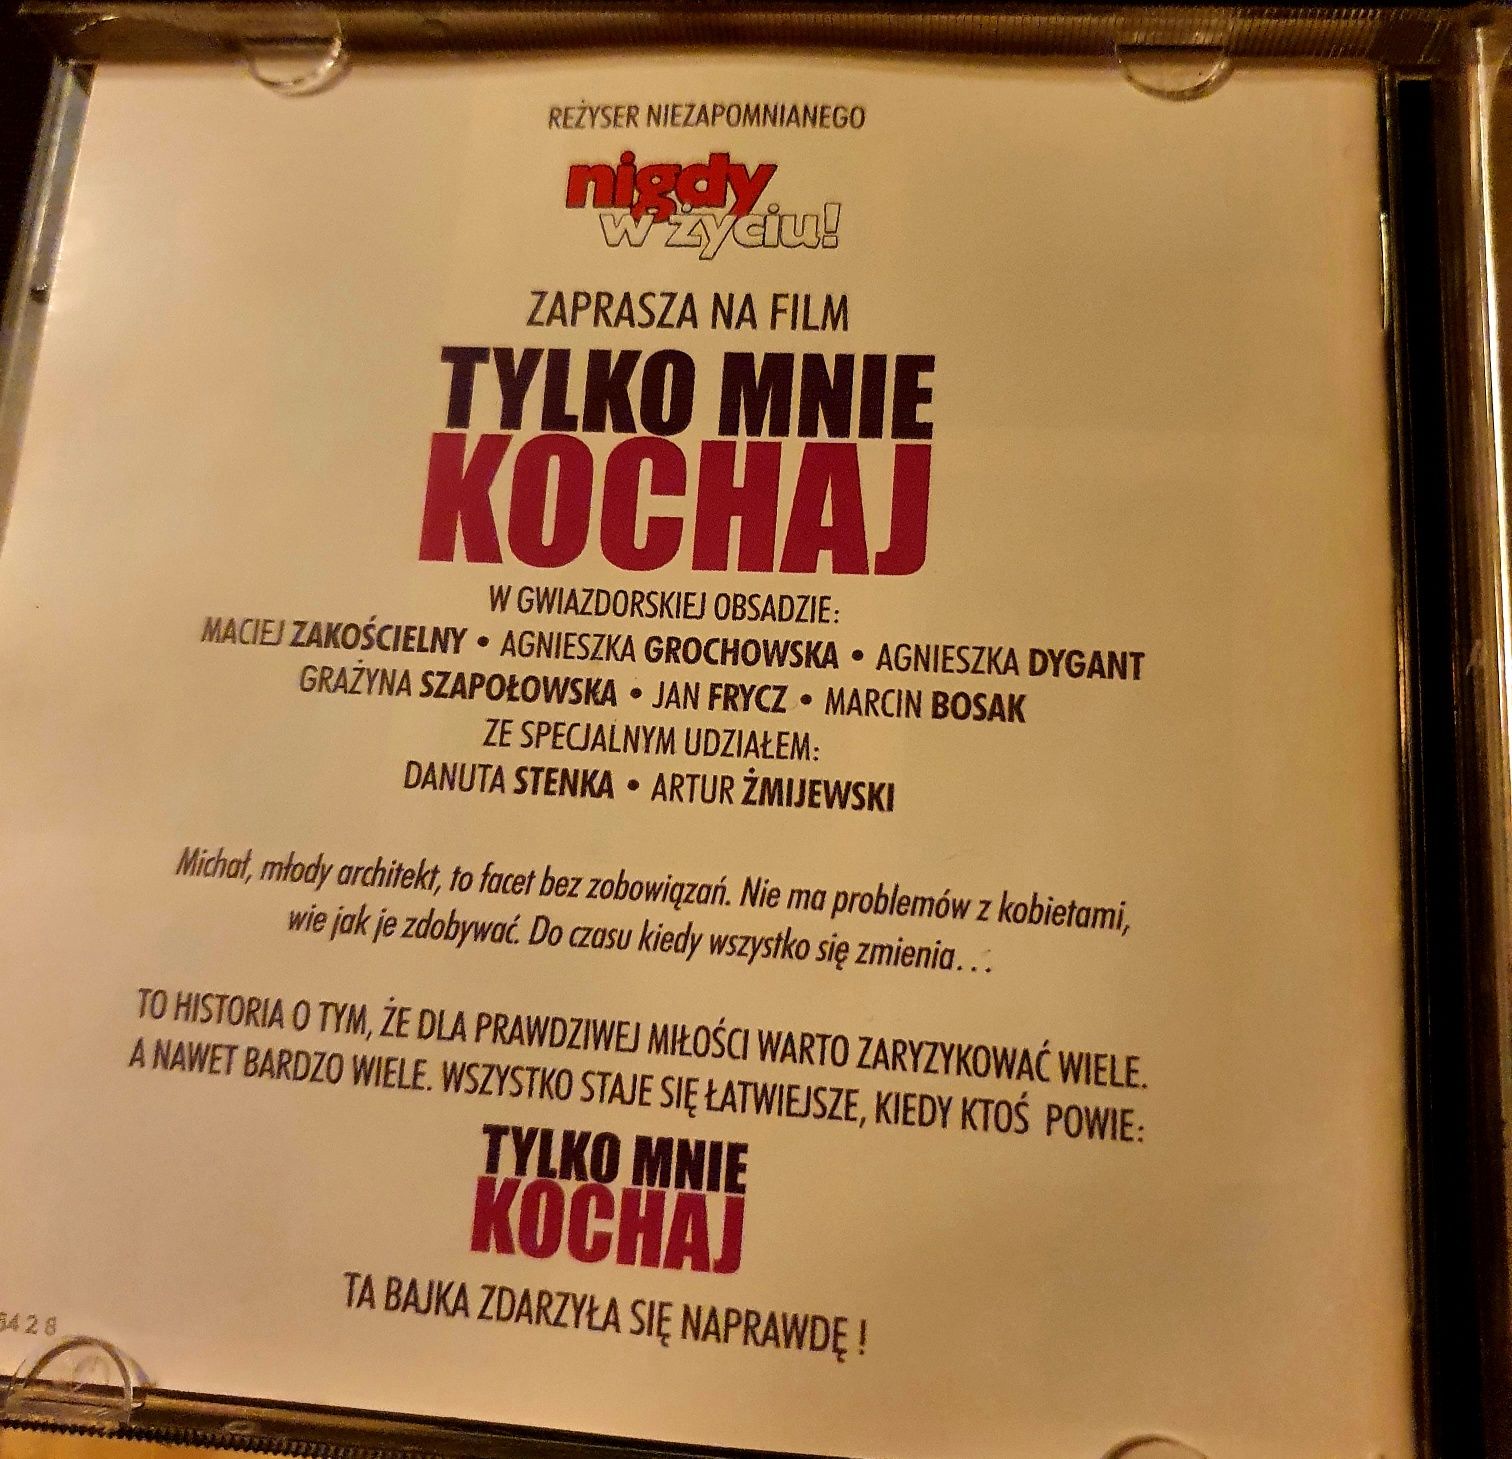 REŻYSER NIEZAPOMNIANEGO
nigdy
w życiu!
ZAPRASZA NA FILM
TYLKO MNIE
KOCHAJ
W GWIAZDORSKIEJ OBSADZIE:
MACIEJ ZAKOŚCIELNY • AGNIESZKA GROCHOWSKA • AGNIESZKA DYGANT
GRAŻYNA SZAPOŁOWSKA • JAN FRYCZ • MARCIN BOSAK
ZE SPECJALNYM UDZIAŁEM:
DANUTA STENKA • ARTUR ŻMIJEWSKI
Michał, młody architekt, to facet bez zobowiązań. Nie ma problemów z kobietami,
wie jak je zdobywać. Do czasu kiedy wszystko się zmienia...
TO HISTORIA O TYM, ŻE DLA PRAWDZIWEJ MIŁOŚCI WARTO ZARYZYKOWAĆ WIELE.
A NAWET BARDZO WIELE. WSZYSTKO STAJE SIĘ ŁATWIEJSZE, KIEDY KTOŚ POWIE:
TYLKO MNIE
KOCHAJ
TA BAJKA ZDARZYŁA SIĘ NAPRAWDĘ !